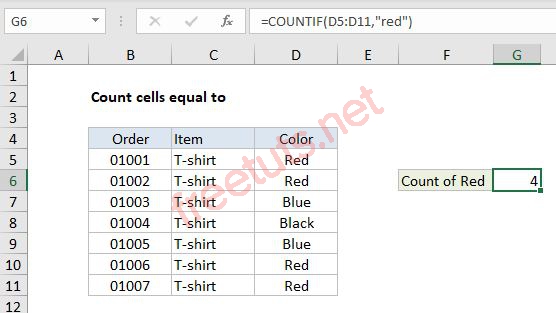 G6 fx =COUNTIF(D5:D11,"red")
A B C D E F G
1
2 Count cells equal to
3
4 Order Item Color
5 01001 T-shirt Red
6 01002 T-shirt Red Count of Red 4
7 01003 T-shirt Blue
8 01004 T-shirt Black
9 01005 T-shirt Blue
10 01006 T-shirt Red
11 01007 T-shirt Red
12
freetuts.net